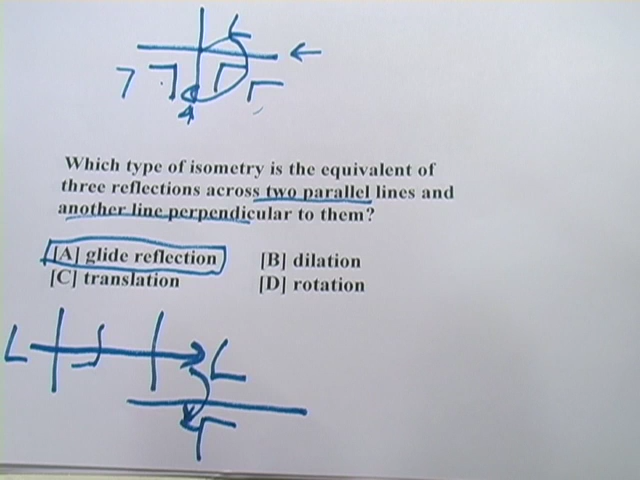 Which type of isometry is the equivalent of
three reflections across two parallel lines and
another line perpendicular to them?
[A] glide reflection [B] dilation
[C] translation [D] rotation